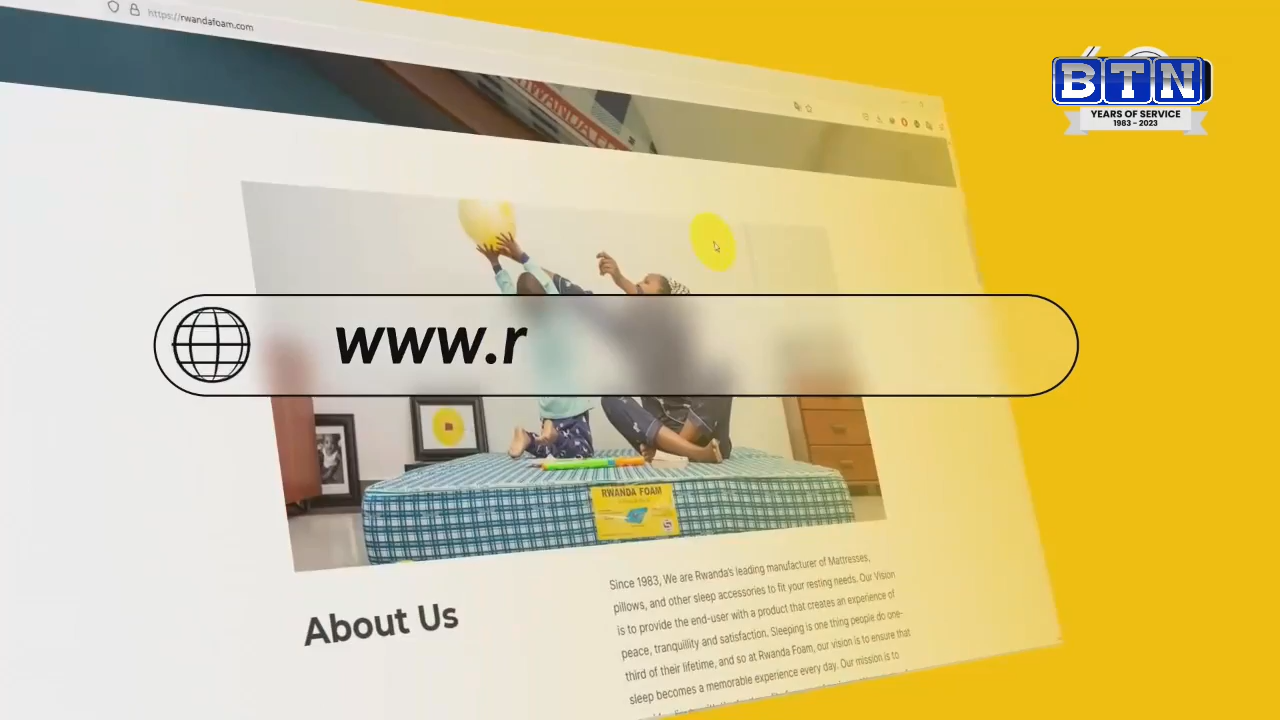 https://rwandafoam.com
BTN
YEARS OF SERVICE
1983 - 2023
www.r
RWANDA FOAM
About Us
Since 1983, We are Rwanda's leading manufacturer of Mattresses,
pillows, and other sleep accessories to fit your resting needs. Our Vision
is to provide the end-user with a product that creates an experience of
peace, tranquillity and satisfaction. Sleeping is one thing people do one-
third of their lifetime, and so at Rwanda Foam, our vision is to ensure that
sleep becomes a memorable experience every day. Our mission is to